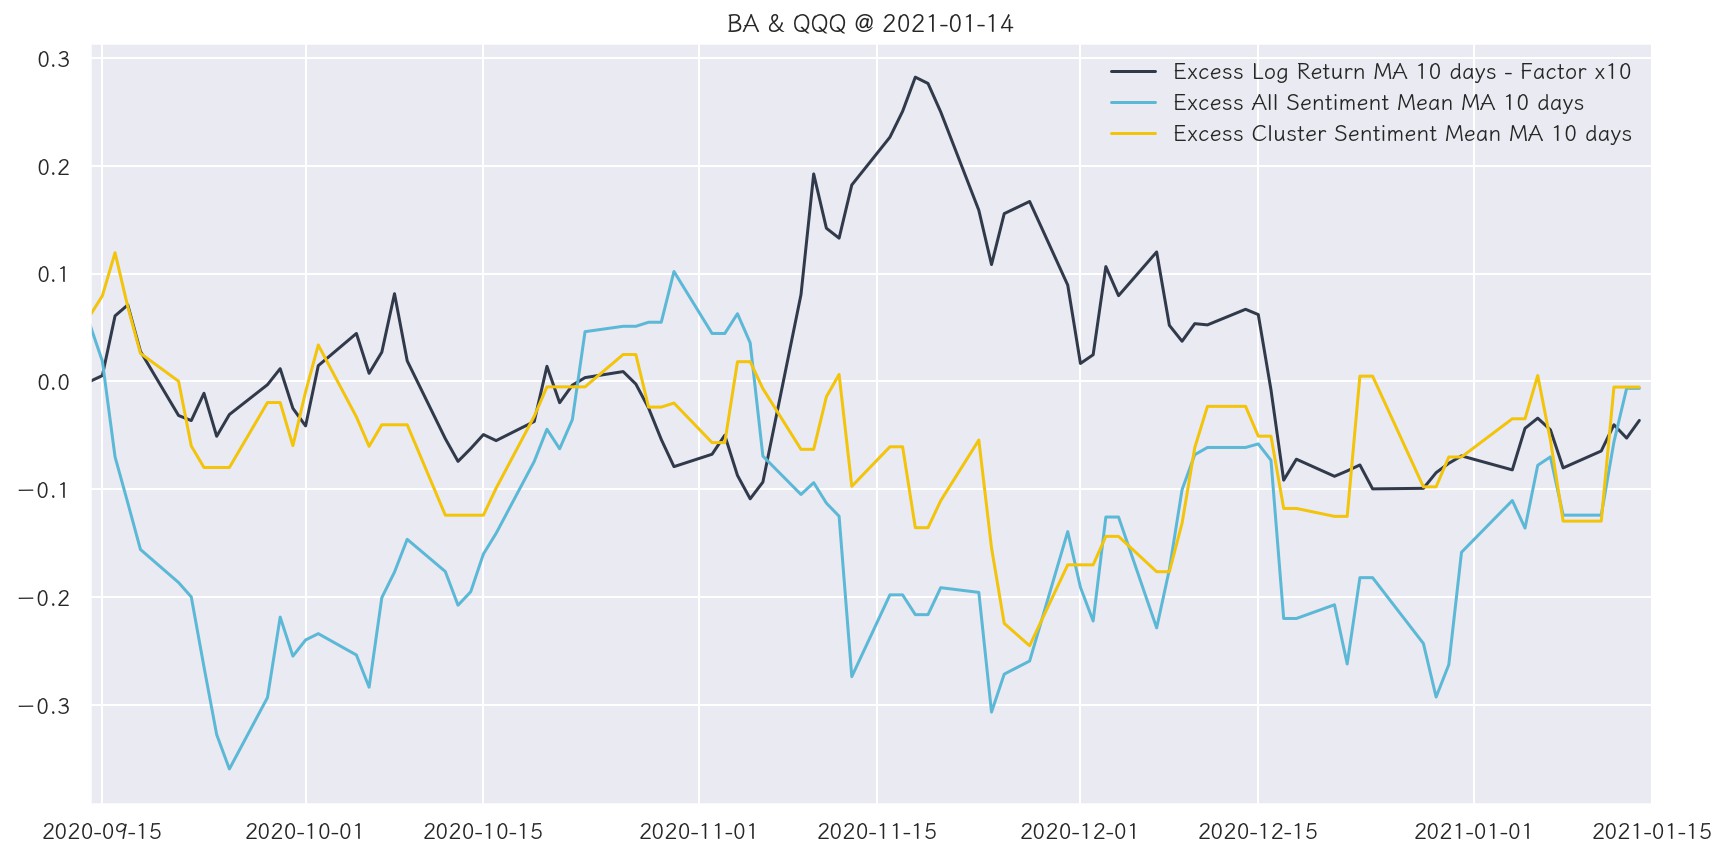 BA & QQQ @ 2021-01-14
Excess Log Return MA 10 days - Factor x10
Excess All Sentiment Mean MA 10 days
Excess Cluster Sentiment Mean MA 10 days
0.3
0.2
0.1
0.0
−0.1
−0.2
−0.3
2020-09-15 2020-10-01 2020-10-15 2020-11-01 2020-11-15 2020-12-01 2020-12-15 2021-01-01 2021-01-15